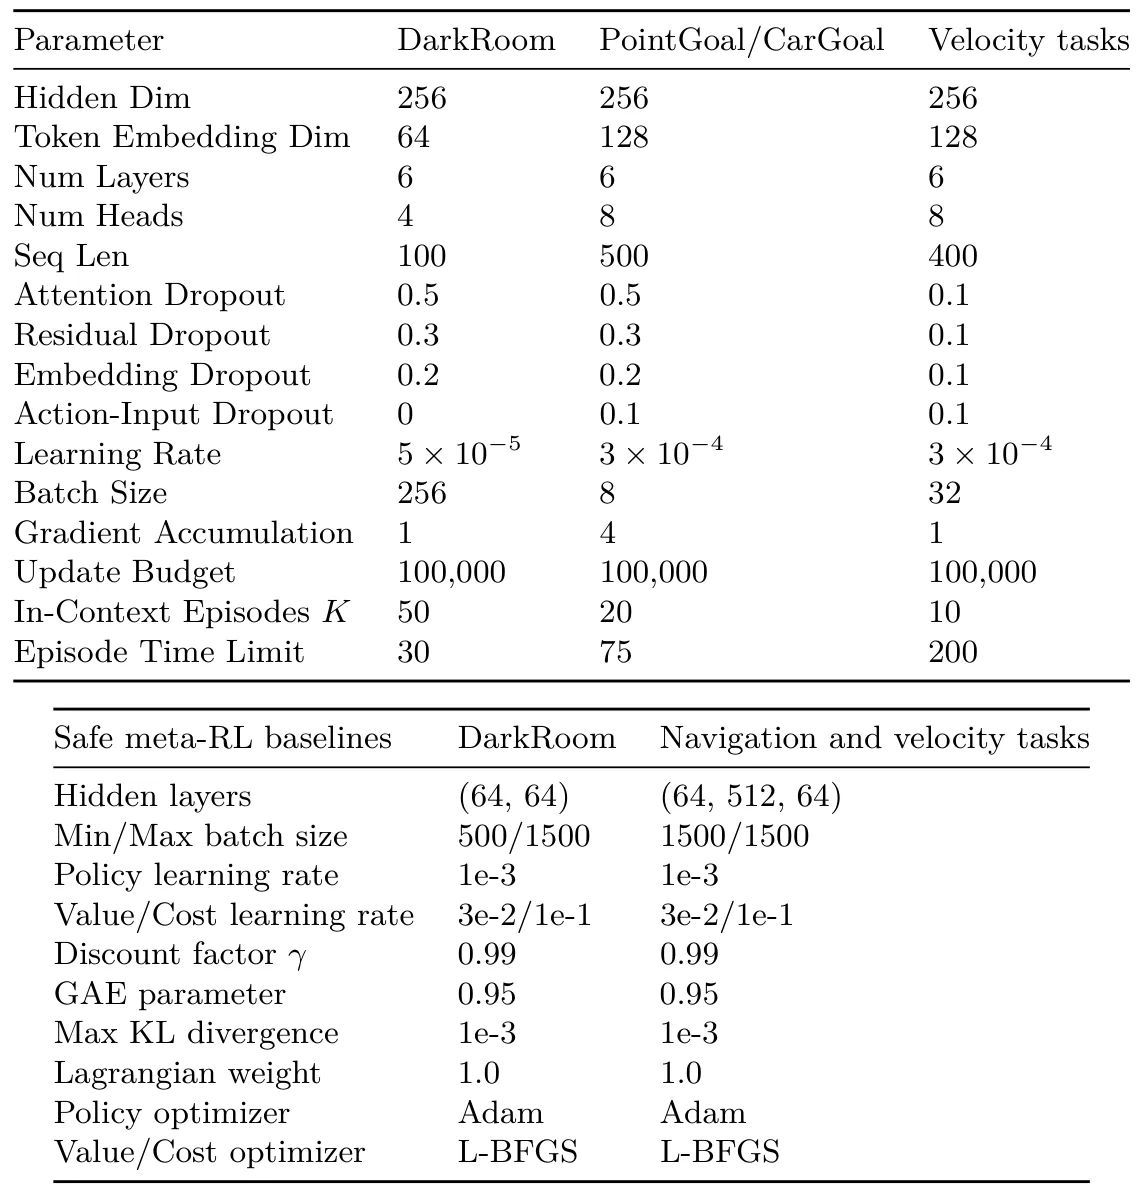 Parameter DarkRoom PointGoal/CarGoal Velocity tasks
Hidden Dim 256 256 256
Token Embedding Dim 64 128 128
Num Layers 6 6 6
Num Heads 4 8 8
Seq Len 100 500 400
Attention Dropout 0.5 0.5 0.1
Residual Dropout 0.3 0.3 0.1
Embedding Dropout 0.2 0.2 0.1
Action-Input Dropout 0 0.1 0.1
Learning Rate 5 × 10⁻⁵ 3 × 10⁻⁴ 3 × 10⁻⁴
Batch Size 256 8 32
Gradient Accumulation 1 4 1
Update Budget 100,000 100,000 100,000
In-Context Episodes K 50 20 10
Episode Time Limit 30 75 200
Safe meta-RL baselines DarkRoom Navigation and velocity tasks
Hidden layers (64, 64) (64, 512, 64)
Min/Max batch size 500/1500 1500/1500
Policy learning rate 1e-3 1e-3
Value/Cost learning rate 3e-2/1e-1 3e-2/1e-1
Discount factor γ 0.99 0.99
GAE parameter 0.95 0.95
Max KL divergence 1e-3 1e-3
Lagrangian weight 1.0 1.0
Policy optimizer Adam Adam
Value/Cost optimizer L-BFGS L-BFGS